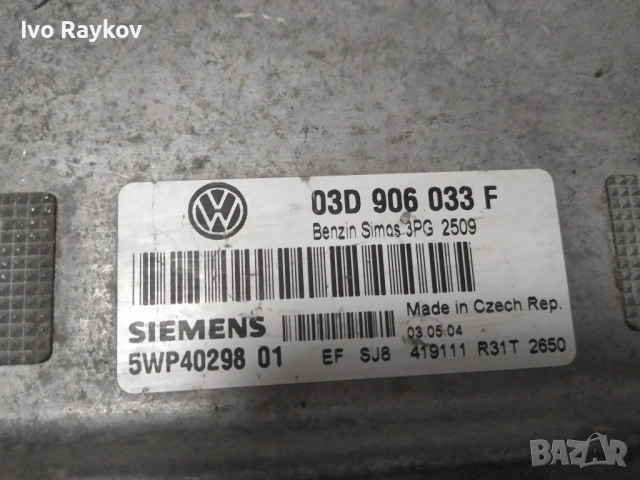 Ivo Raykov
03D 906 033 F
Benzin Simos 3PG 2509
Made in Czech Rep.
SIEMENS
03.05.04
5WP40298 01
EF SJ8 419111 R31T 2650
BAZAR